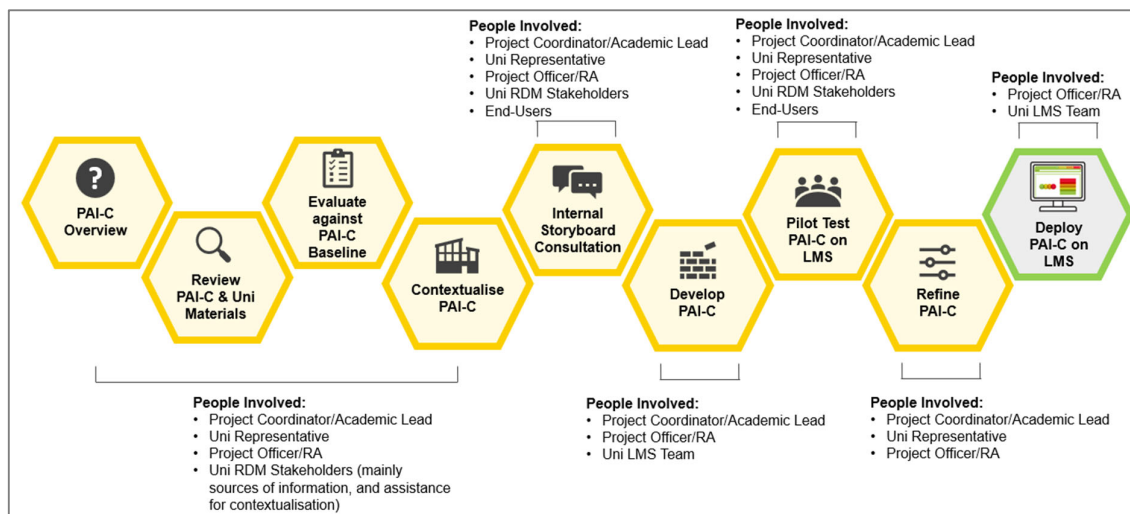 People Involved:
• Project Coordinator/Academic Lead
• Uni Representative
• Project Officer/RA
• Uni RDM Stakeholders
• End-Users
People Involved:
• Project Coordinator/Academic Lead
• Uni Representative
• Project Officer/RA
• Uni RDM Stakeholders
• End-Users
People Involved:
• Project Officer/RA
• Uni LMS Team
?
PAI-C
Overview
Review
PAI-C & Uni
Materials
Evaluate
against
PAI-C
Baseline
Contextualise
PAI-C
Internal
Storyboard
Consultation
Develop
PAI-C
Pilot Test
PAI-C on
LMS
Refine
PAI-C
Deploy
PAI-C on
LMS
People Involved:
• Project Coordinator/Academic Lead
• Uni Representative
• Project Officer/RA
• Uni RDM Stakeholders (mainly
sources of information, and assistance
for contextualisation)
People Involved:
• Project Coordinator/Academic Lead
• Project Officer/RA
• Uni LMS Team
People Involved:
• Project Coordinator/Academic Lead
• Uni Representative
• Project Officer/RA